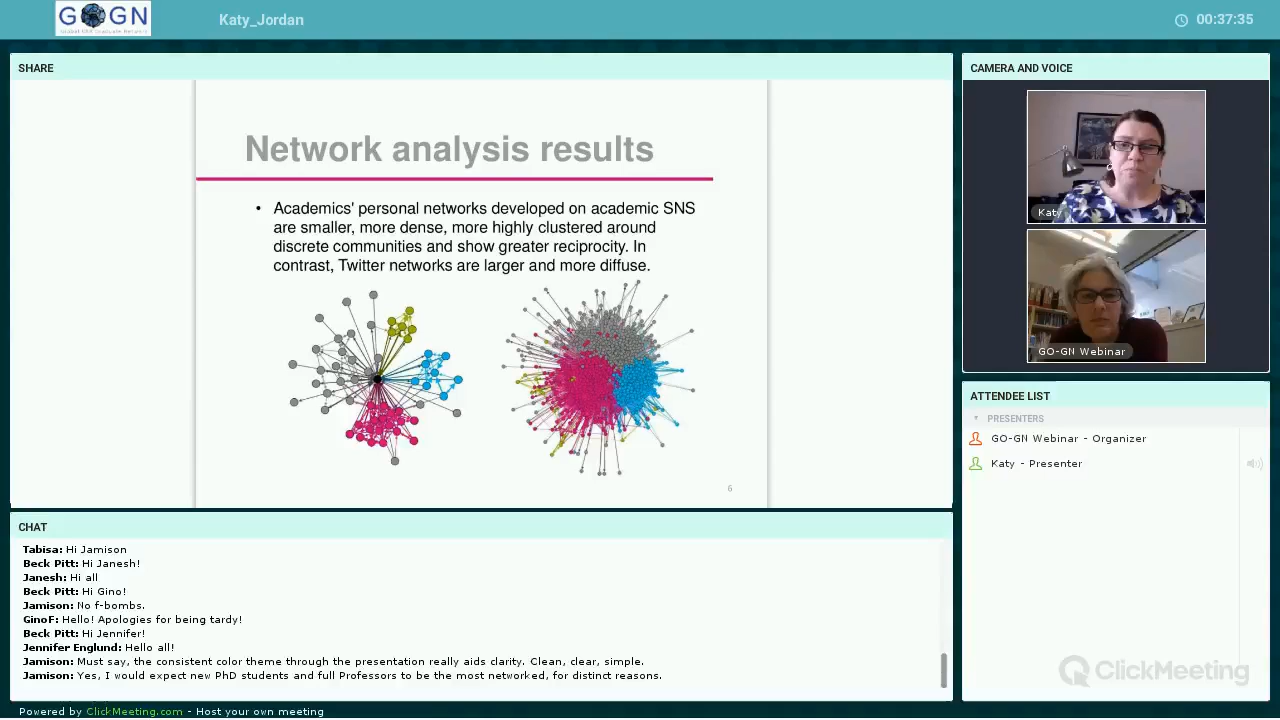 GOGN
Global OER Graduate Network
Katy_Jordan
00:37:35
SHARE
Network analysis results
• Academics' personal networks developed on academic SNS
are smaller, more dense, more highly clustered around
discrete communities and show greater reciprocity. In
contrast, Twitter networks are larger and more diffuse.
6
CAMERA AND VOICE
Katy
GO-GN Webinar
ATTENDEE LIST
PRESENTERS
GO-GN Webinar - Organizer
Katy - Presenter
CHAT
Tabisa: Hi Jamison
Beck Pitt: Hi Janesh!
Janesh: Hi all
Beck Pitt: Hi Gino!
Jamison: No f-bombs.
GinoF: Hello! Apologies for being tardy!
Beck Pitt: Hi Jennifer!
Jennifer Englund: Hello all!
Jamison: Must say, the consistent color theme through the presentation really aids clarity. Clean, clear, simple.
Jamison: Yes, I would expect new PhD students and full Professors to be the most networked, for distinct reasons.
ClickMeeting
Powered by ClickMeeting.com - Host your own meeting